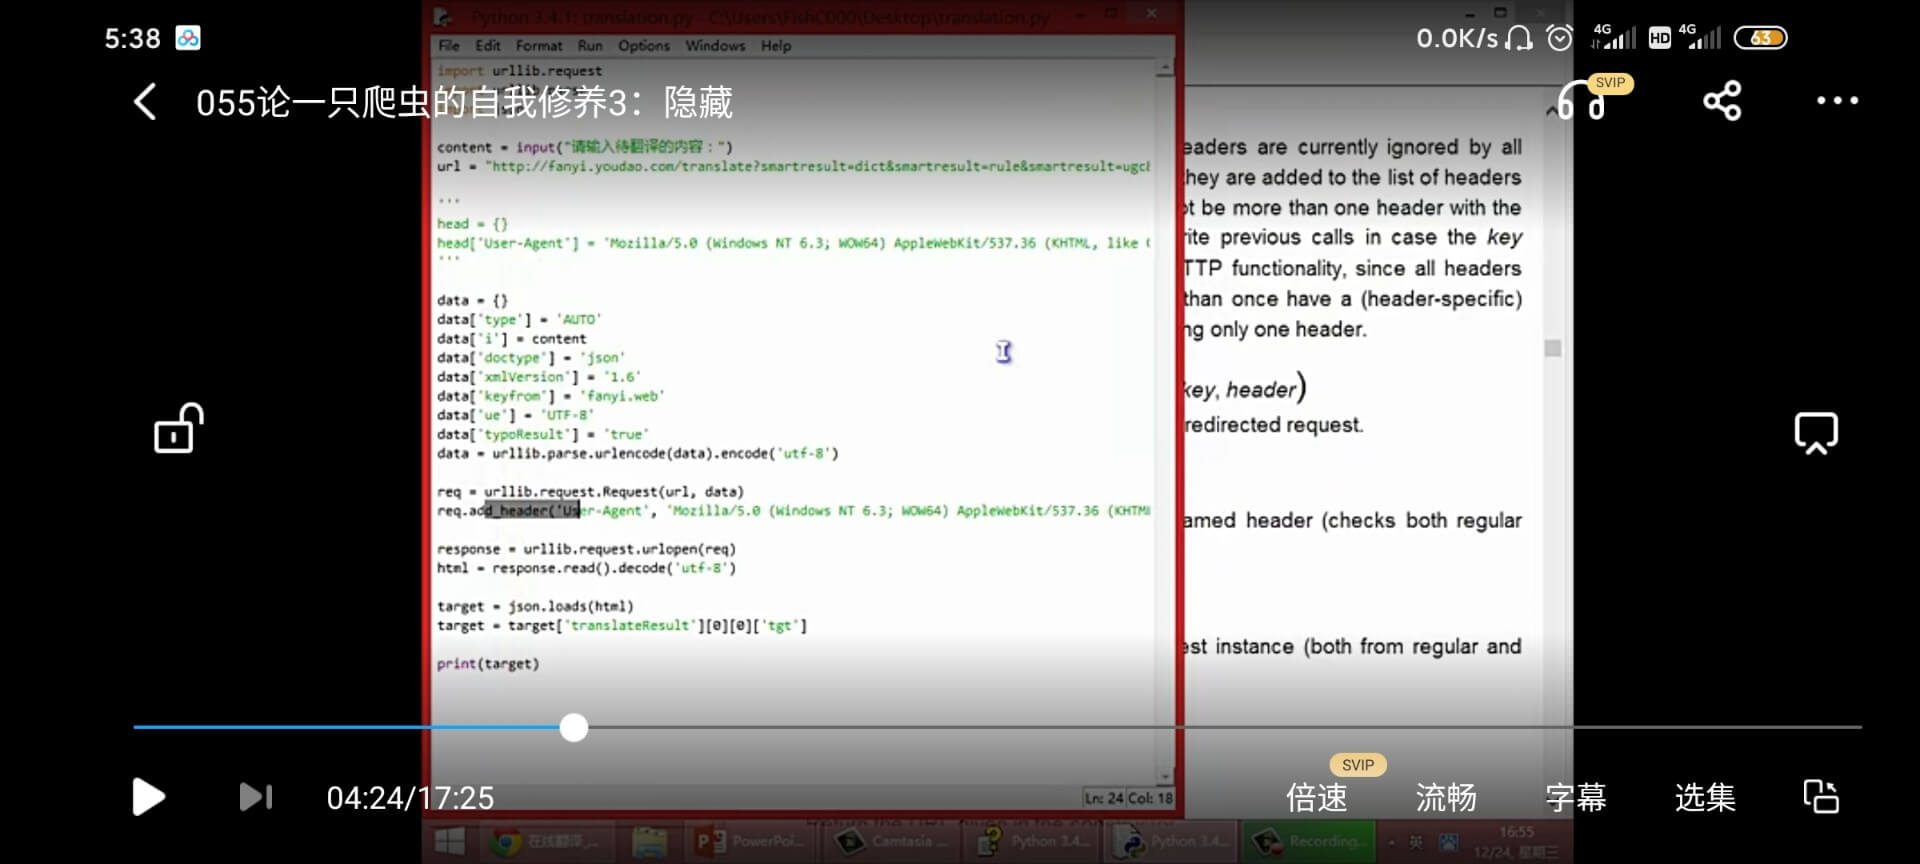 5:38
0.0K/s 4G HD 4G 63
055论一只爬虫的自我修养3：隐藏
SVIP
Python 3.4.1: translation.py - C:\Users\FishC000\Desktop\translation.py
File Edit Format Run Options Windows Help
import urllib.request
content = input("请输入待翻译的内容：")
url = "http://fanyi.youdao.com/translate?smartresult=dict&smartresult=rule&smartresult=ugc
'''
head = {}
head['User-Agent'] = 'Mozilla/5.0 (Windows NT 6.3; WOW64) AppleWebKit/537.36 (KHTML, like
'''
data = {}
data['type'] = 'AUTO'
data['i'] = content
data['doctype'] = 'json'
data['xmlVersion'] = '1.6'
data['keyfrom'] = 'fanyi.web'
data['ue'] = 'UTF-8'
data['typoResult'] = 'true'
data = urllib.parse.urlencode(data).encode('utf-8')
req = urllib.request.Request(url, data)
req.add_header('User-Agent', 'Mozilla/5.0 (Windows NT 6.3; WOW64) AppleWebKit/537.36 (KHTM
response = urllib.request.urlopen(req)
html = response.read().decode('utf-8')
target = json.loads(html)
target = target['translateResult'][0][0]['tgt']
print(target)
Ln: 24 Col: 18
eaders are currently ignored by all
they are added to the list of headers
ot be more than one header with the
rite previous calls in case the key
TTP functionality, since all headers
than once have a (header-specific)
ng only one header.
key, header)
redirected request.
amed header (checks both regular
est instance (both from regular and
04:24/17:25
SVIP
倍速 流畅 字幕 选集
在线翻译_... PowerPoi... Camtasia ... Python 3.4... Python 3.4... Recording... 英
16:55
12/24, 星期三